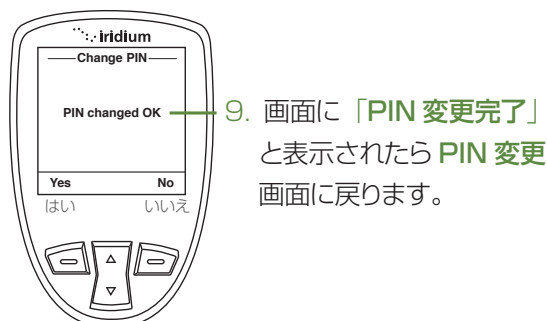 iridium
Change PIN
PIN changed OK
Yes No
はい いいえ
9. 画面に「PIN 変更完了」
と表示されたら PIN 変更
画面に戻ります。